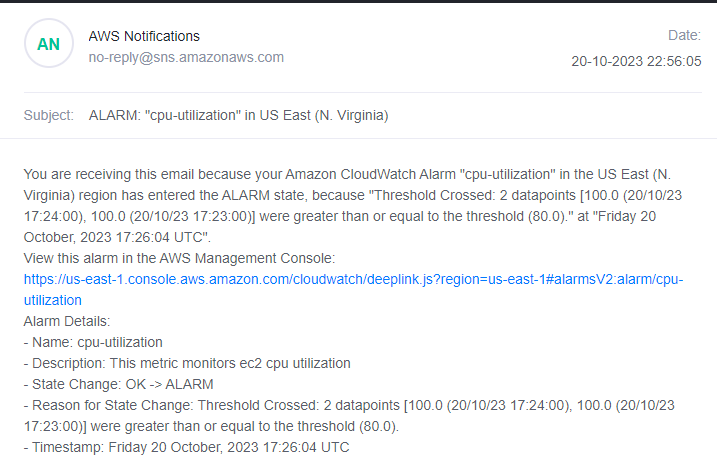 AN
AWS Notifications
no-reply@sns.amazonaws.com
Date:
20-10-2023 22:56:05
Subject: ALARM: "cpu-utilization" in US East (N. Virginia)
You are receiving this email because your Amazon CloudWatch Alarm "cpu-utilization" in the US East (N.
Virginia) region has entered the ALARM state, because "Threshold Crossed: 2 datapoints [100.0 (20/10/23
17:24:00), 100.0 (20/10/23 17:23:00)] were greater than or equal to the threshold (80.0)." at "Friday 20
October, 2023 17:26:04 UTC".
View this alarm in the AWS Management Console:
https://us-east-1.console.aws.amazon.com/cloudwatch/deeplink.js?region=us-east-1#alarmsV2:alarm/cpu-
utilization
Alarm Details:
- Name: cpu-utilization
- Description: This metric monitors ec2 cpu utilization
- State Change: OK -> ALARM
- Reason for State Change: Threshold Crossed: 2 datapoints [100.0 (20/10/23 17:24:00), 100.0 (20/10/23
17:23:00)] were greater than or equal to the threshold (80.0).
- Timestamp: Friday 20 October, 2023 17:26:04 UTC